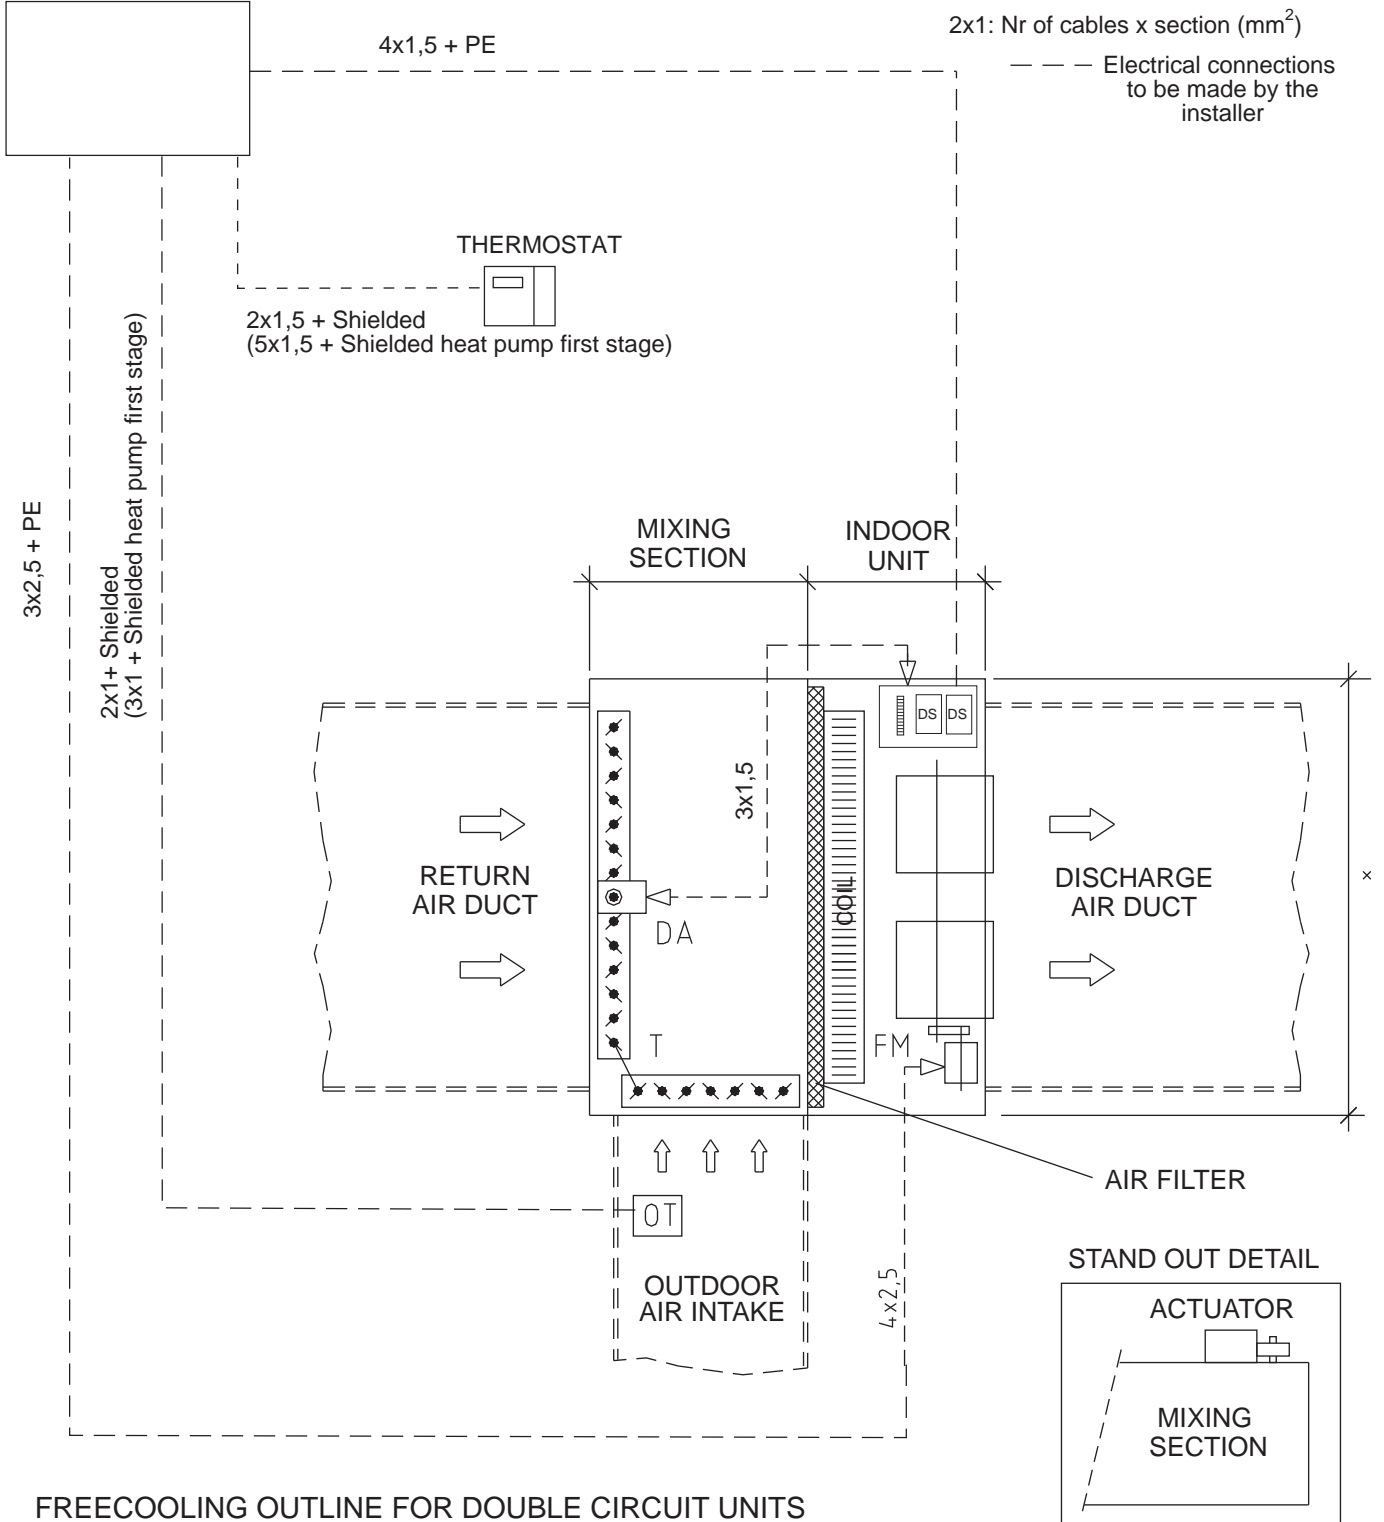 2x1: Nr of cables x section (mm²)
4x1,5 + PE
Electrical connections
to be made by the
installer
THERMOSTAT
2x1,5 + Shielded
(5x1,5 + Shielded heat pump first stage)
3x2,5 + PE
2x1+ Shielded
(3x1 + Shielded heat pump first stage)
MIXING
SECTION
INDOOR
UNIT
DS DS
3x1,5
RETURN
AIR DUCT
COIL
DISCHARGE
AIR DUCT
x
DA
T
FM
AIR FILTER
OT
OUTDOOR
AIR INTAKE
4x2,5
STAND OUT DETAIL
ACTUATOR
MIXING
SECTION
FREECOOLING OUTLINE FOR DOUBLE CIRCUIT UNITS